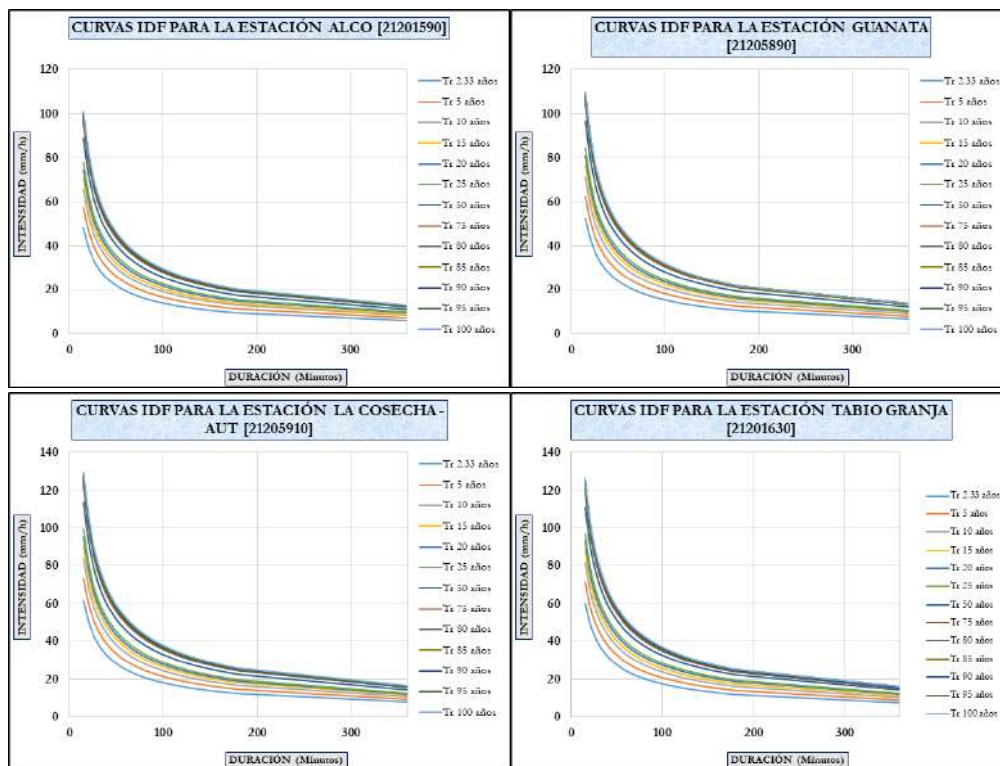 CURVAS IDF PARA LA ESTACIÓN ALCO [21201590]
INTENSIDAD (mm/h)
120
100
80
60
40
20
0
0
100
200
300
DURACIÓN (Minutos)
Tr 2.33 años
Tr 5 años
Tr 10 años
Tr 15 años
Tr 20 años
Tr 25 años
Tr 50 años
Tr 75 años
Tr 80 años
Tr 85 años
Tr 90 años
Tr 95 años
Tr 100 años
CURVAS IDF PARA LA ESTACIÓN GUANATA
[21205890]
INTENSIDAD (mm/h)
120
100
80
60
40
20
0
0
100
200
300
DURACIÓN (Minutos)
Tr 2.33 años
Tr 5 años
Tr 10 años
Tr 15 años
Tr 20 años
Tr 25 años
Tr 50 años
Tr 75 años
Tr 80 años
Tr 85 años
Tr 90 años
Tr 95 años
Tr 100 años
CURVAS IDF PARA LA ESTACIÓN LA COSECHA -
AUT [21205910]
INTENSIDAD (mm/h)
140
120
100
80
60
40
20
0
0
100
200
300
DURACIÓN (Minutos)
Tr 2.33 años
Tr 5 años
Tr 10 años
Tr 15 años
Tr 20 años
Tr 25 años
Tr 50 años
Tr 75 años
Tr 80 años
Tr 85 años
Tr 90 años
Tr 95 años
Tr 100 años
CURVAS IDF PARA LA ESTACIÓN TABIO GRANJA
[21201630]
INTENSIDAD (mm/h)
140
120
100
80
60
40
20
0
0
100
200
300
DURACIÓN (Minutos)
Tr 2.33 años
Tr 5 años
Tr 10 años
Tr 15 años
Tr 20 años
Tr 25 años
Tr 50 años
Tr 75 años
Tr 80 años
Tr 85 años
Tr 90 años
Tr 95 años
Tr 100 años